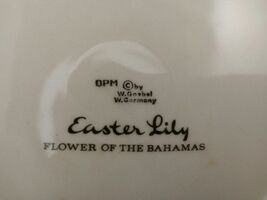 OPM © by
W. Goebel
W. Germany
Easter Lily
FLOWER OF THE BAHAMAS